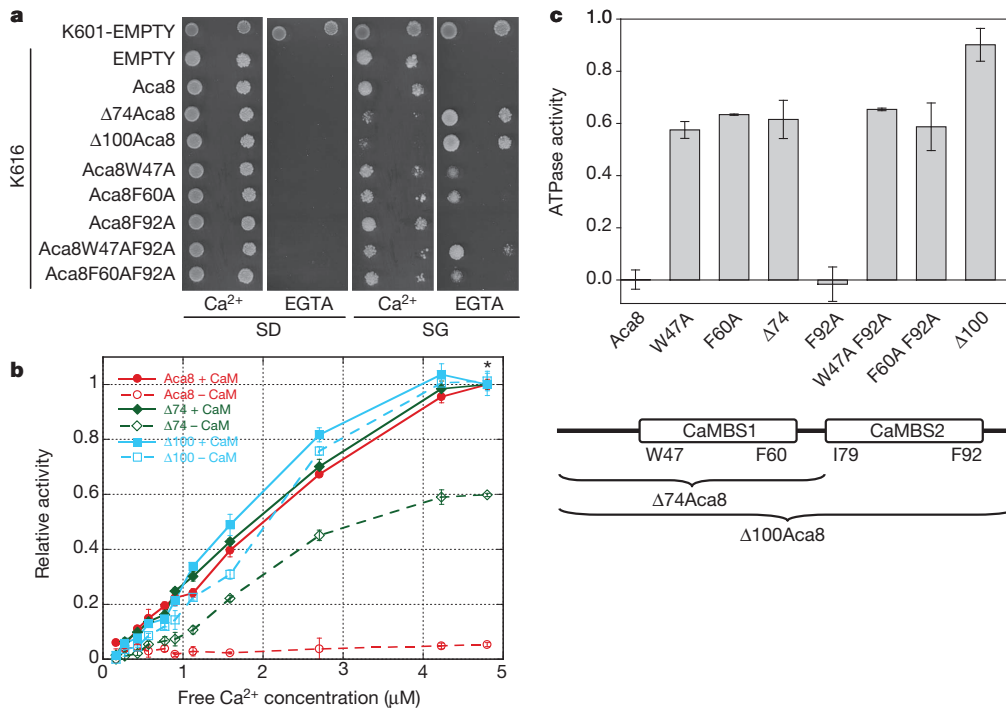 a
K601-EMPTY
EMPTY
Aca8
Δ74Aca8
Δ100Aca8
Aca8W47A
Aca8F60A
Aca8F92A
Aca8W47AF92A
Aca8F60AF92A
K616
Ca²⁺ EGTA Ca²⁺ EGTA
SD SG
b
Relative activity
1
0.8
0.6
0.4
0.2
0
Aca8 + CaM
Aca8 – CaM
Δ74 + CaM
Δ74 – CaM
Δ100 + CaM
Δ100 – CaM
*
0 1 2 3 4 5
Free Ca²⁺ concentration (μM)
c
ATPase activity
1.0
0.8
0.6
0.4
0.2
0.0
Aca8 W47A F60A Δ74 F92A W47A F92A F60A F92A Δ100
CaMBS1 CaMBS2
W47 F60 I79 F92
Δ74Aca8
Δ100Aca8